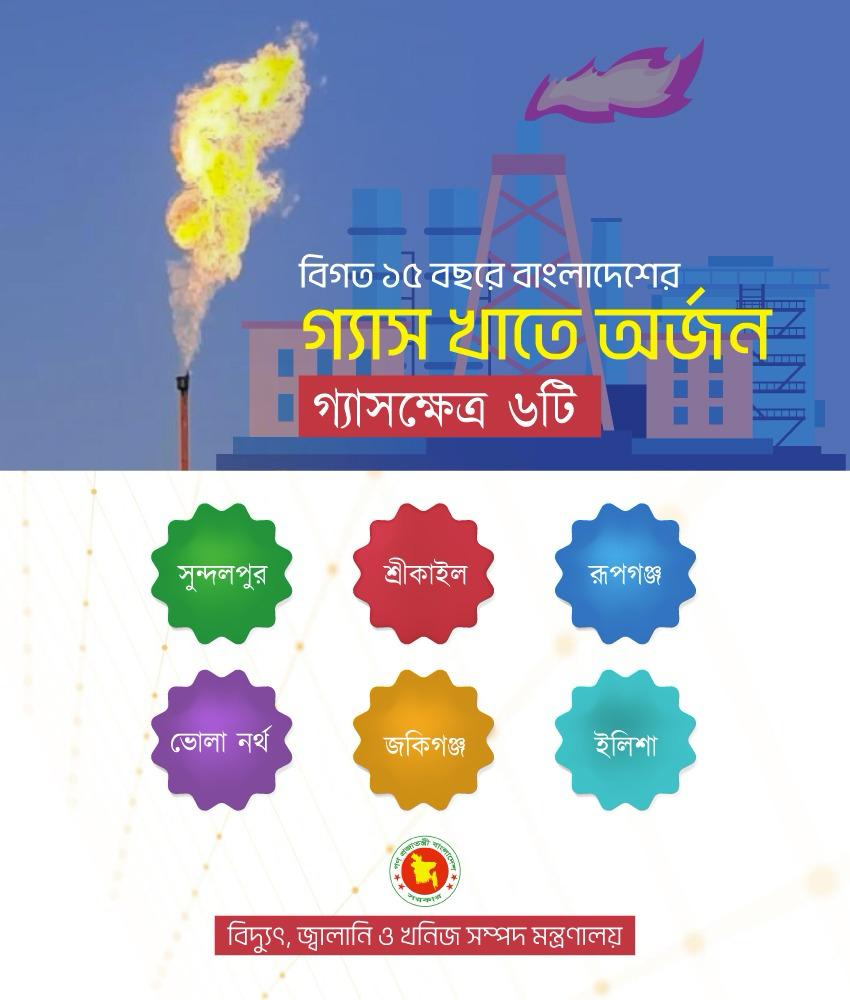 বিগত ১৫ বছরে বাংলাদেশের
গ্যাস খাতে অর্জন
গ্যাসক্ষেত্র ৬টি
সুন্দলপুর
শ্রীকাইল
রূপগঞ্জ
ভোলা নর্থ
জকিগঞ্জ
ইলিশা
গণ প্রজাতন্ত্রী বাংলাদেশ
সরকার
বিদ্যুৎ, জ্বালানি ও খনিজ সম্পদ মন্ত্রণালয়